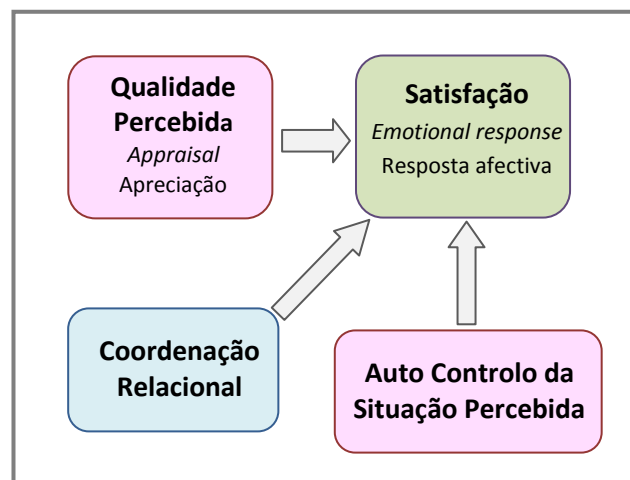 Qualidade
Percebida
Appraisal
Apreciação
Satisfação
Emotional response
Resposta afectiva
Coordenação
Relacional
Auto Controlo da
Situação Percebida